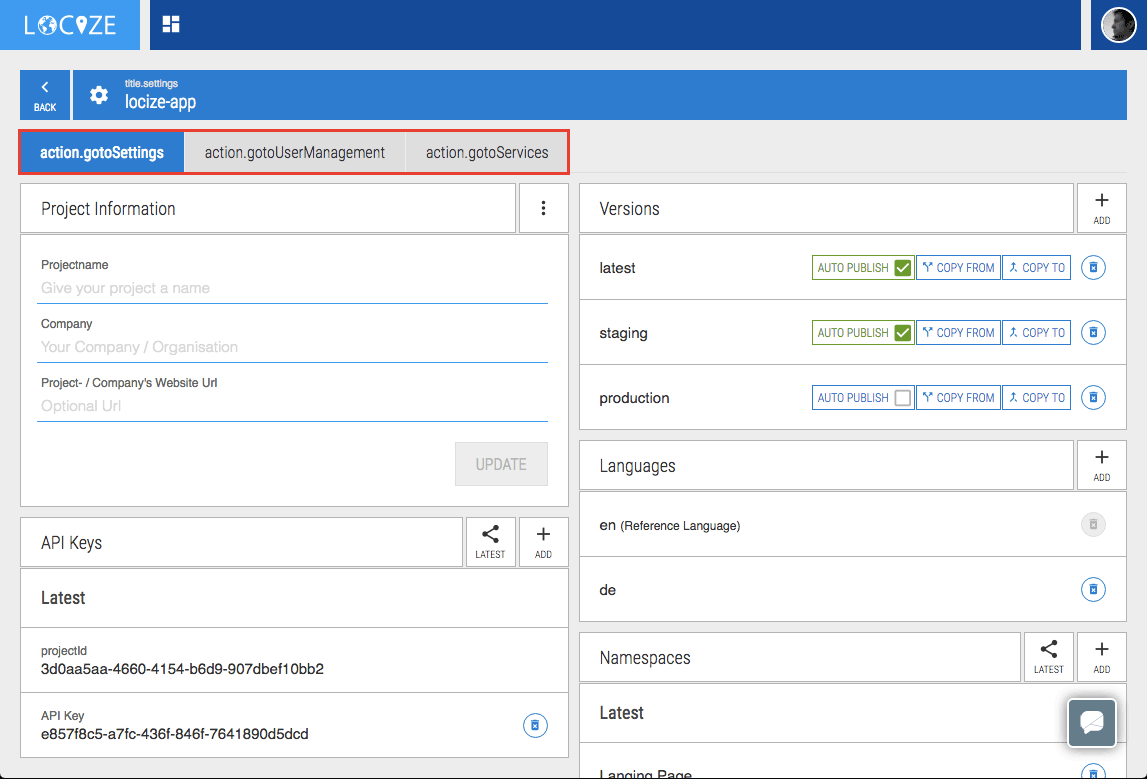 LOCIZE
BACK
title.settings
locize-app
action.gotoSettings
action.gotoUserManagement
action.gotoServices
Project Information
Projectname
Give your project a name
Company
Your Company / Organisation
Project- / Company's Website Url
Optional Url
UPDATE
API Keys
LATEST
ADD
Latest
projectId
3d0aa5aa-4660-4154-b6d9-907dbef10bb2
API Key
e857f8c5-a7fc-436f-846f-7641890d5dcd
Versions
ADD
latest
AUTO PUBLISH
COPY FROM
COPY TO
staging
AUTO PUBLISH
COPY FROM
COPY TO
production
AUTO PUBLISH
COPY FROM
COPY TO
Languages
ADD
en (Reference Language)
de
Namespaces
LATEST
ADD
Latest
Langing Page